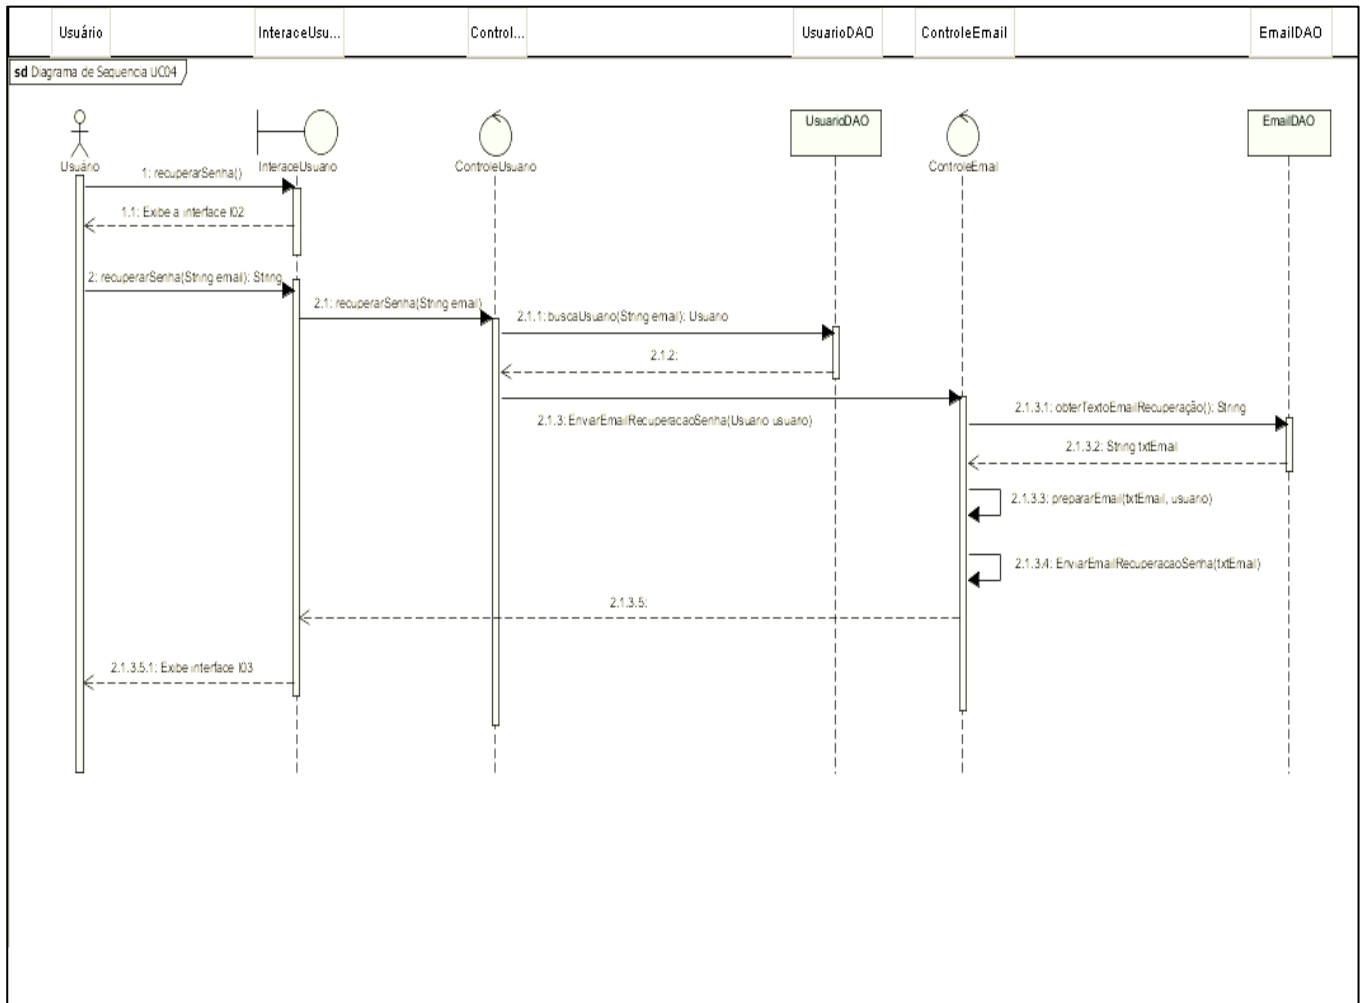 Usuário
InteraceUsu...
Control...
UsuarioDAO
ControleEmail
EmailDAO
sd Diagrama de Sequencia UC04
UsuarioDAO
EmailDAO
Usuário
InteraceUsuario
ControleUsuario
ControleEmail
1: recuperarSenha()
1.1: Exibe a interface I02
2: recuperarSenha(String email): String
2.1: recuperarSenha(String email)
2.1.1: buscaUsuario(String email): Usuario
2.1.2:
2.1.3: EnviarEmailRecuperacaoSenha(Usuario usuario)
2.1.3.1: obterTextoEmailRecuperação(): String
2.1.3.2: String txtEmail
2.1.3.3: prepararEmail(txtEmail, usuario)
2.1.3.4: EnviarEmailRecuperacaoSenha(txtEmail)
2.1.3.5:
2.1.3.5.1: Exibe interface I03